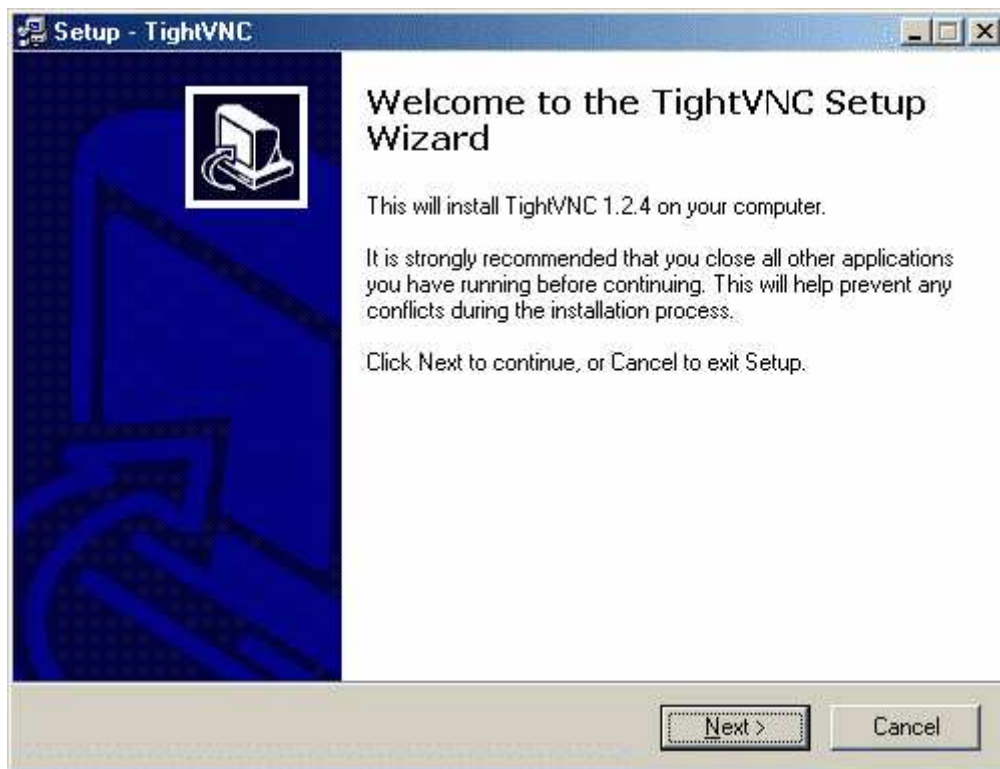 Setup - TightVNC
Welcome to the TightVNC Setup
Wizard
This will install TightVNC 1.2.4 on your computer.
It is strongly recommended that you close all other applications
you have running before continuing. This will help prevent any
conflicts during the installation process.
Click Next to continue, or Cancel to exit Setup.
Next >
Cancel